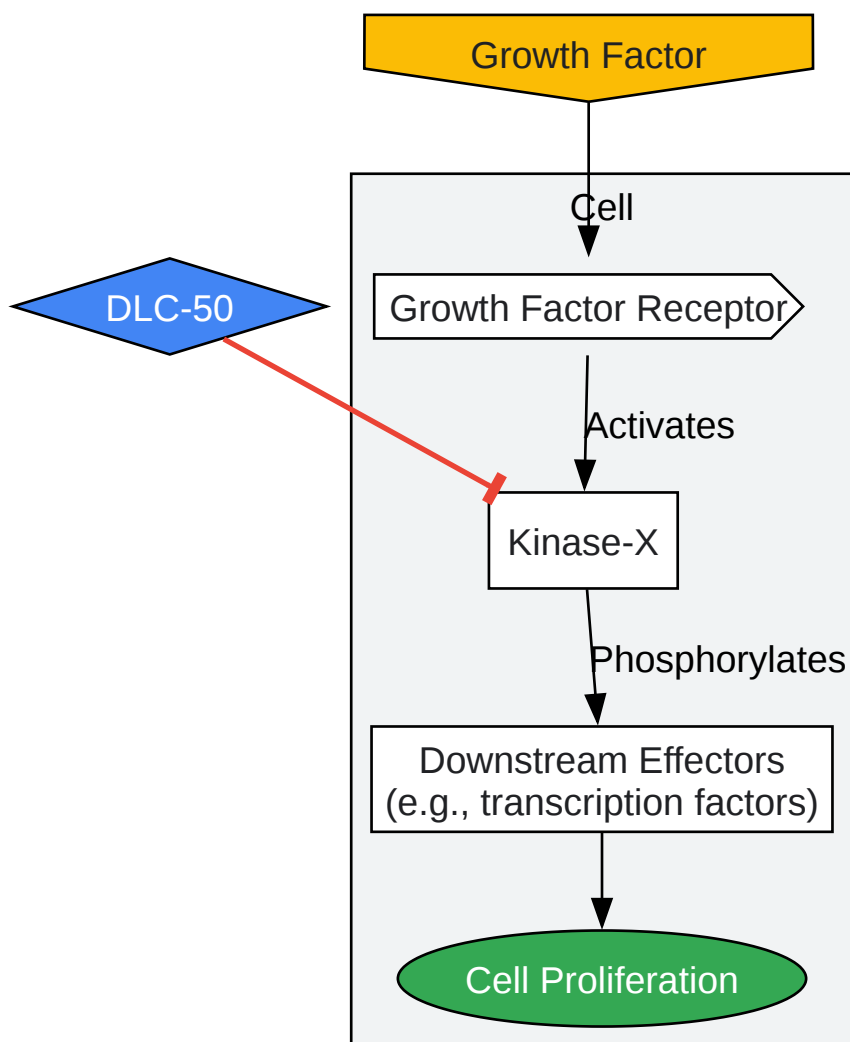 Growth Factor
Cell
DLC-50
Growth Factor Receptor
Activates
Kinase-X
Phosphorylates
Downstream Effectors
(e.g., transcription factors)
Cell Proliferation